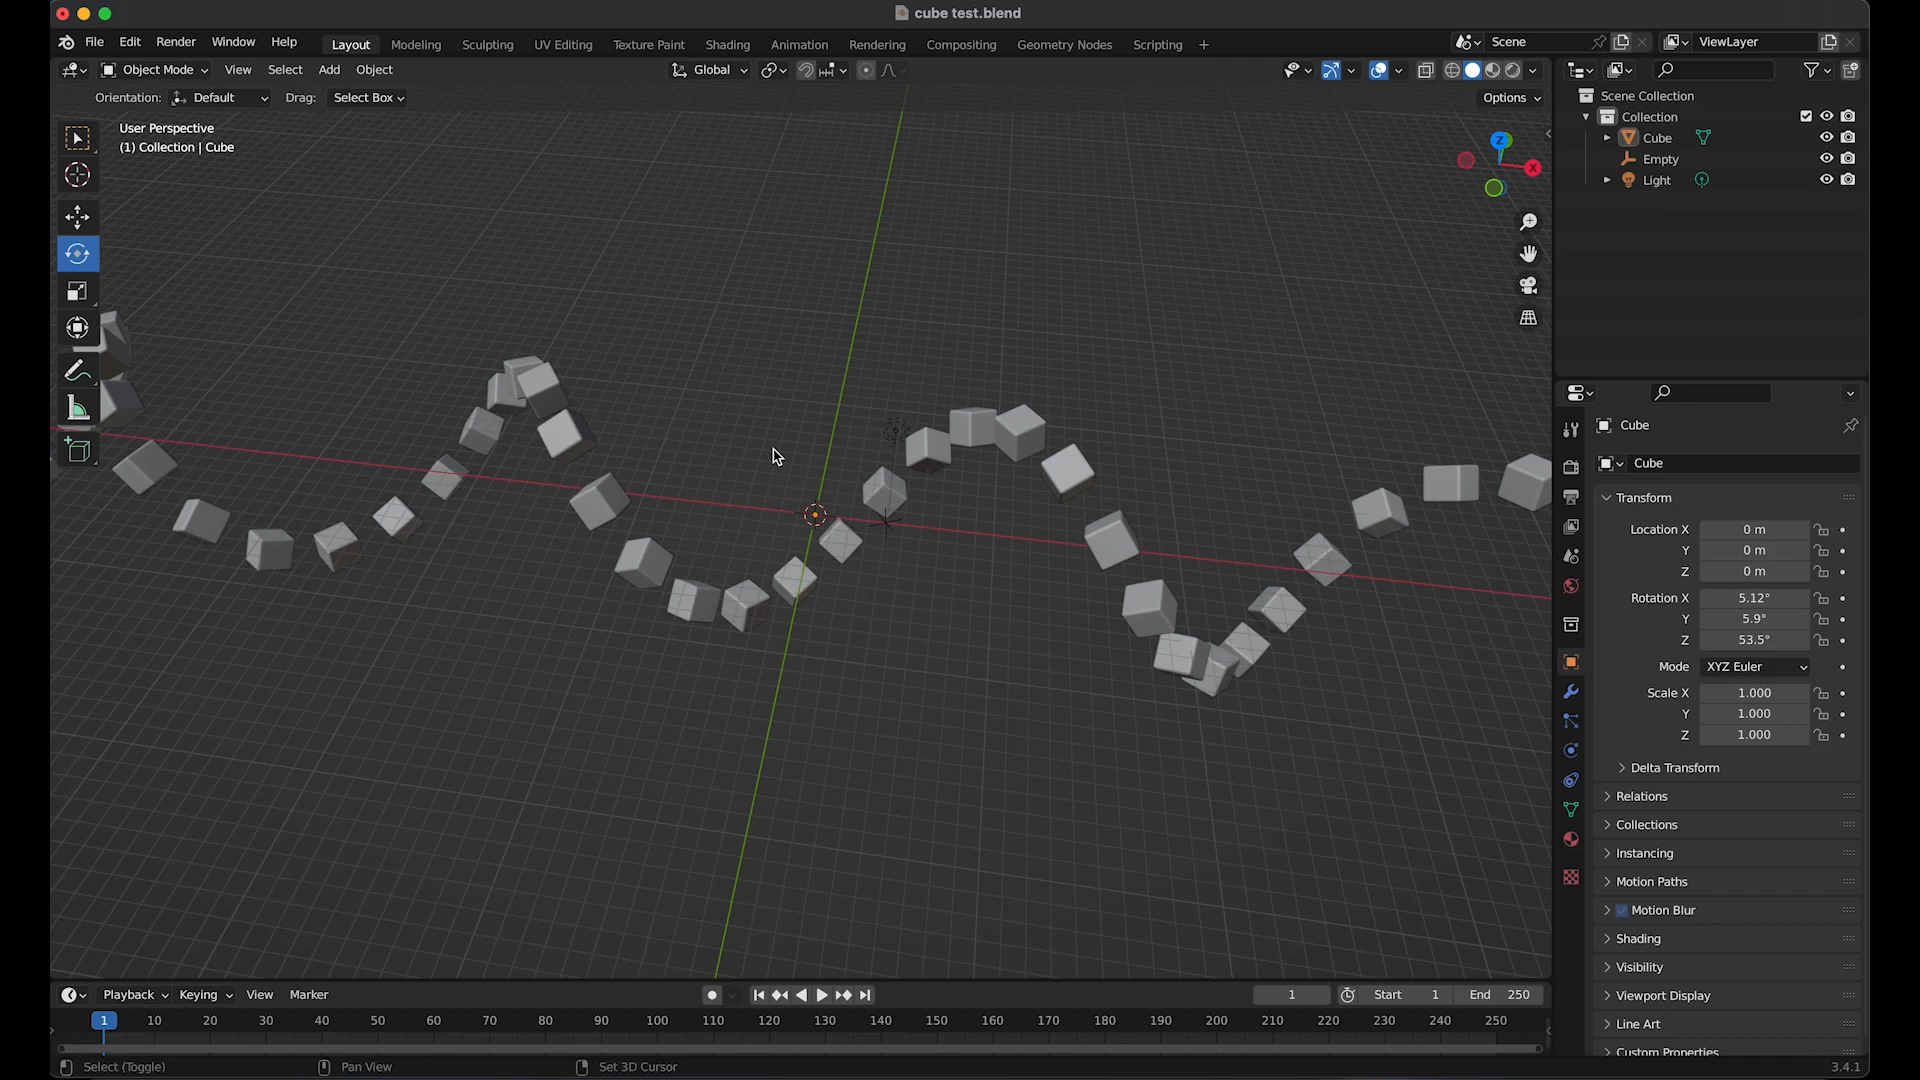 cube test.blend
File Edit Render Window Help Layout Modeling Sculpting UV Editing Texture Paint Shading Animation Rendering Compositing Geometry Nodes Scripting + Scene ViewLayer
Object Mode View Select Add Object Global
Orientation: Default Drag: Select Box Options
User Perspective
(1) Collection | Cube
Z
X
Scene Collection
Collection
Cube
Empty
Light
Cube
Cube
Transform
Location X 0 m
Y 0 m
Z 0 m
Rotation X 5.12°
Y 5.9°
Z 53.5°
Mode XYZ Euler
Scale X 1.000
Y 1.000
Z 1.000
Delta Transform
Relations
Collections
Instancing
Motion Paths
Motion Blur
Shading
Visibility
Viewport Display
Line Art
Custom Properties
Playback Keying View Marker 1 Start 1 End 250
1 10 20 30 40 50 60 70 80 90 100 110 120 130 140 150 160 170 180 190 200 210 220 230 240 250
Select (Toggle) Pan View Set 3D Cursor 3.4.1